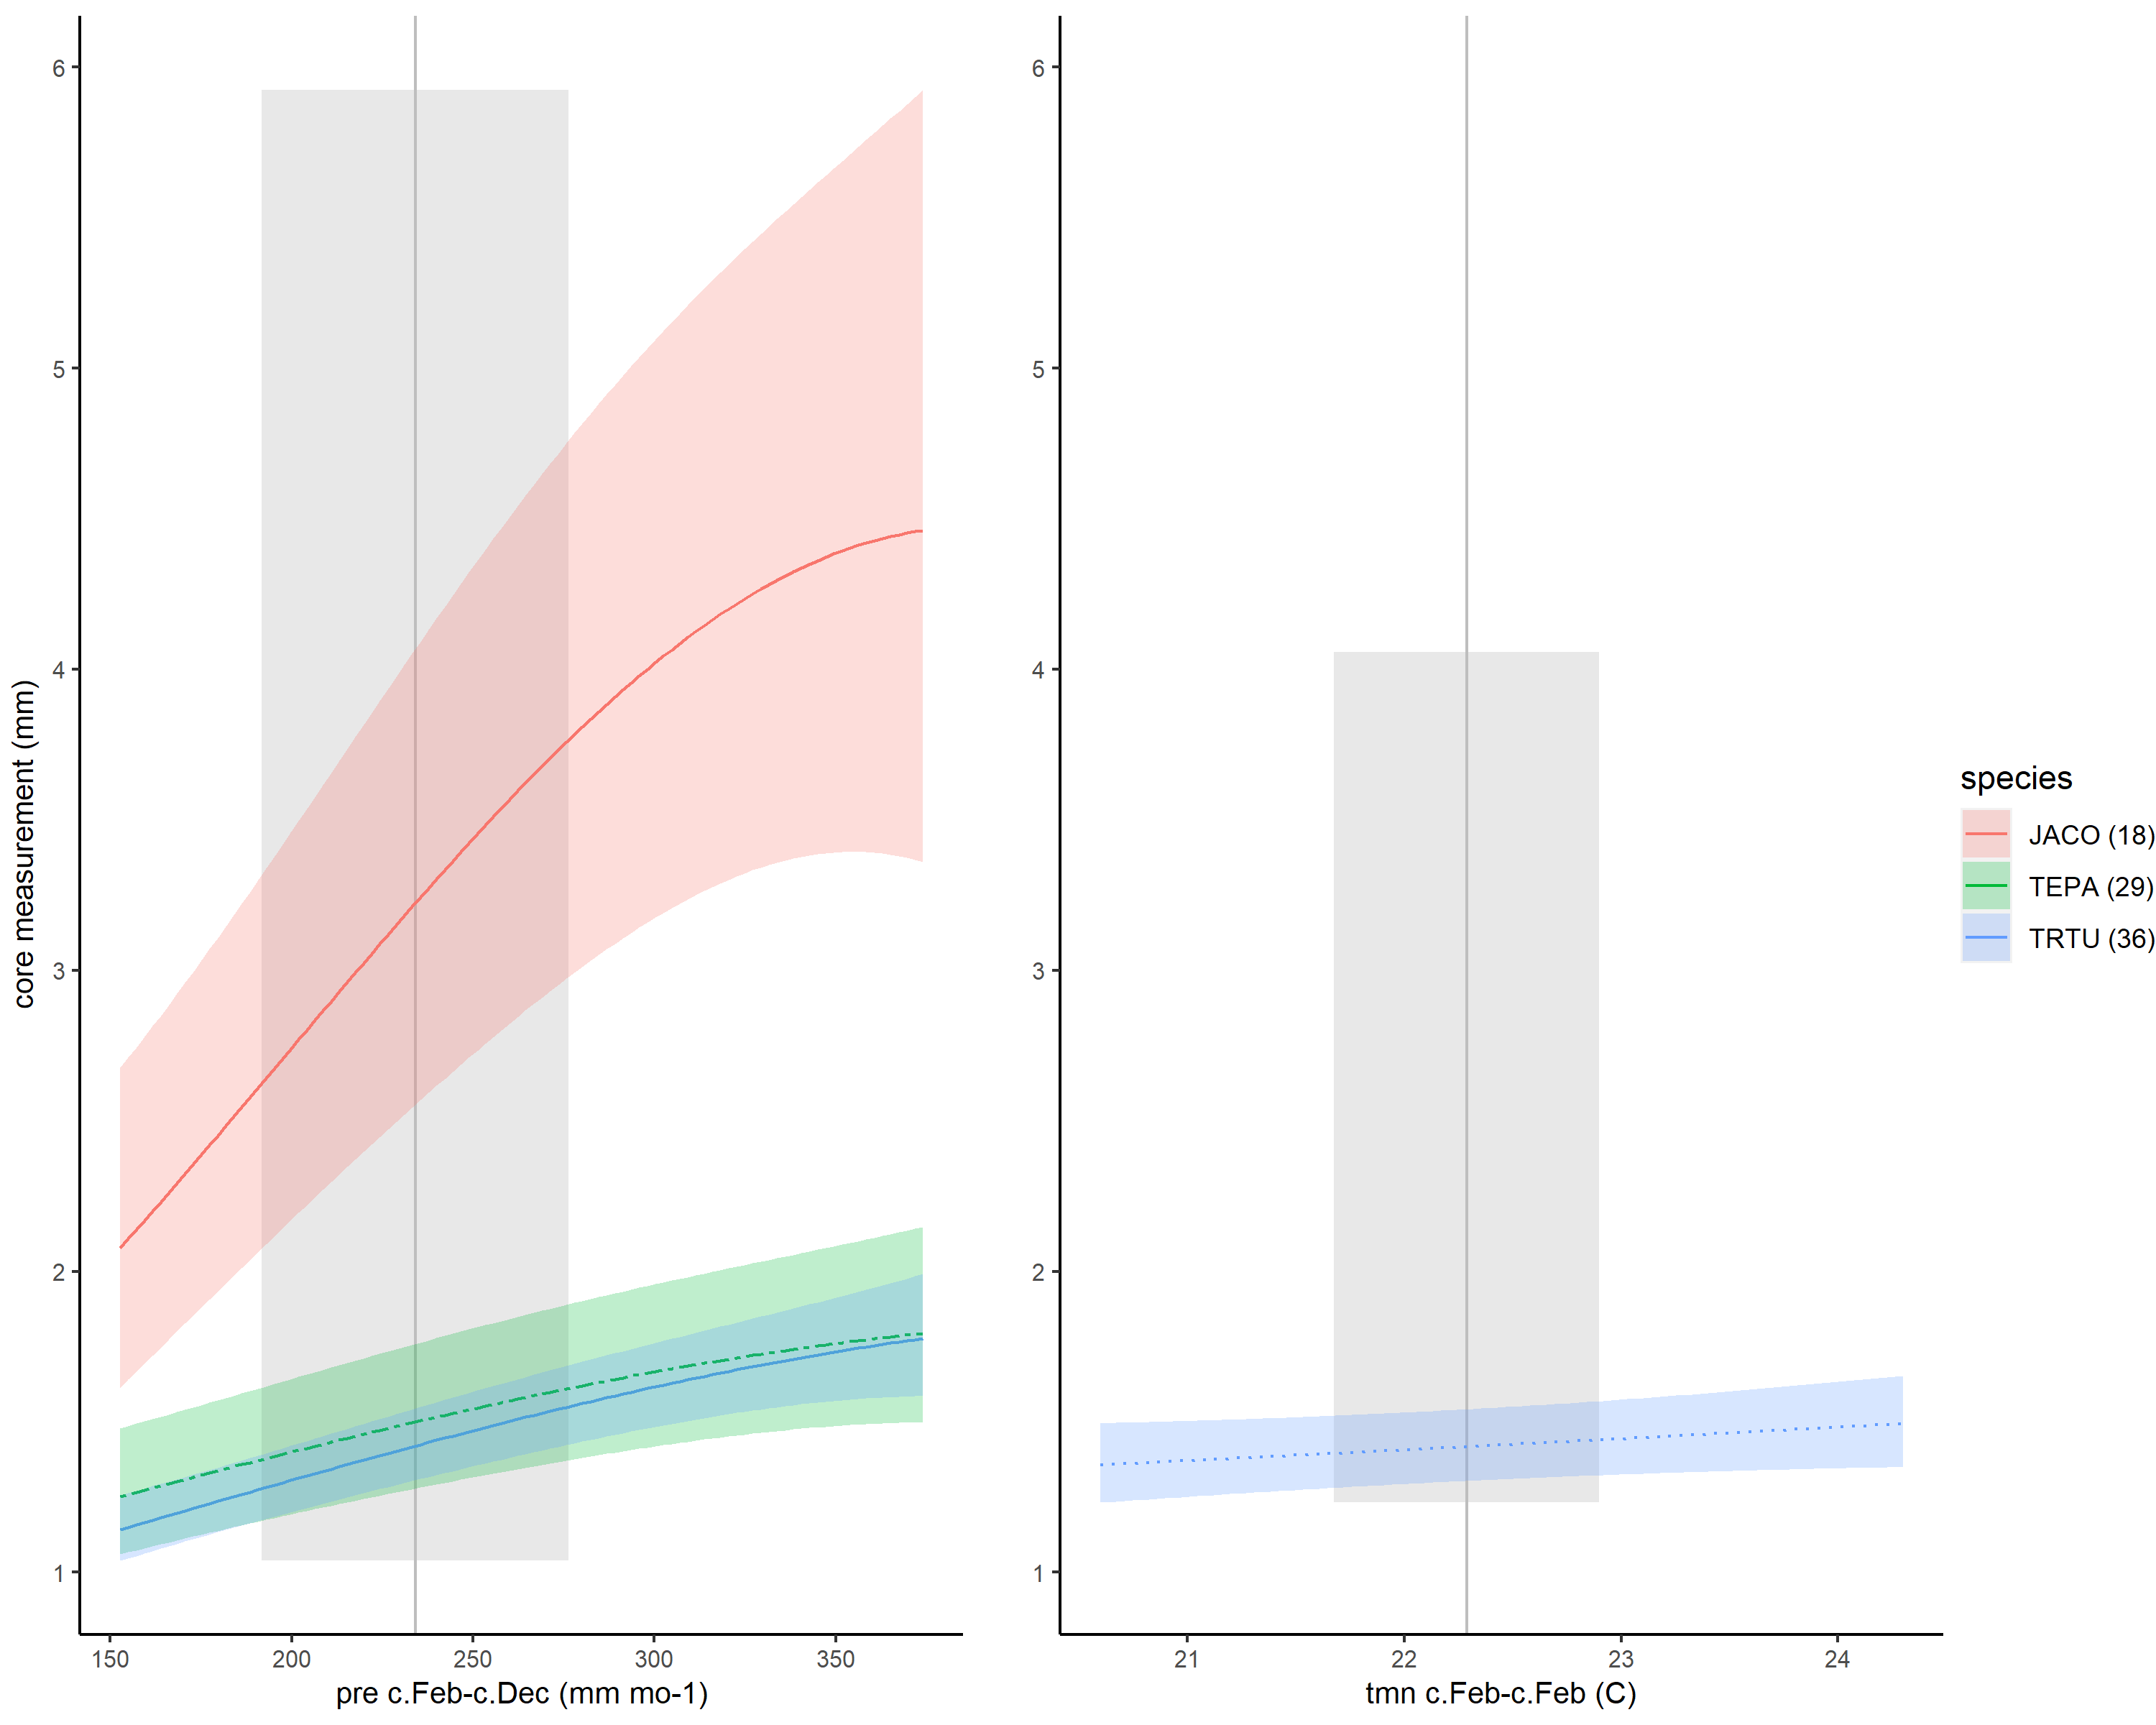 core measurement (mm)
6
5
4
3
2
1
150 200 250 300 350
pre c.Feb-c.Dec (mm mo-1)
6
5
4
3
2
1
21 22 23 24
tmn c.Feb-c.Feb (C)
species
JACO (18)
TEPA (29)
TRTU (36)